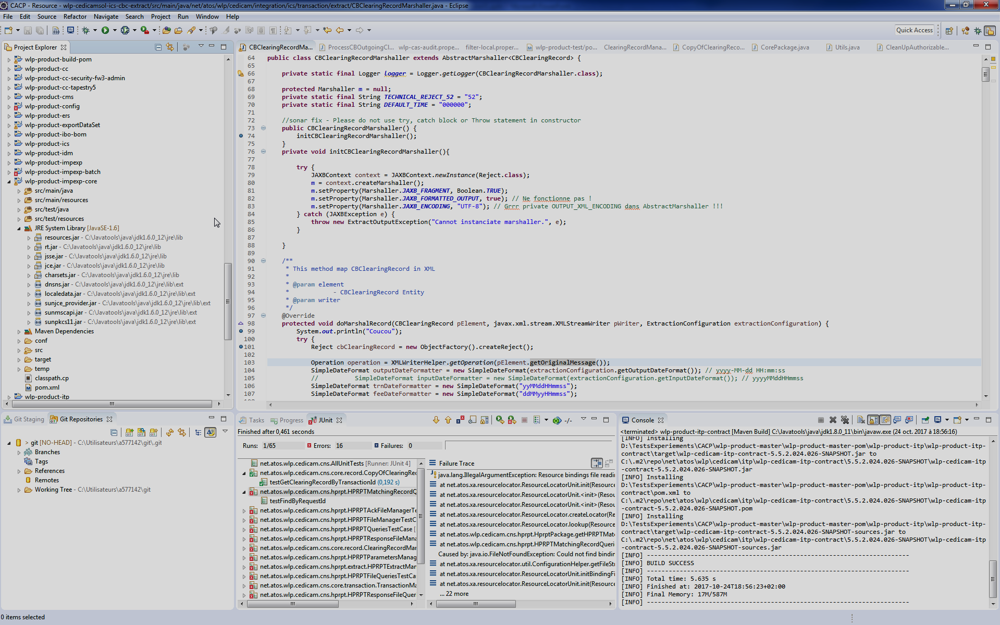 CACP - Resource - wlp-cedicamsol-ics-cbc-extract/src/main/java/net/atos/wlp/cedicam/integration/ics/transaction/extract/CBClearingRecordMarshaller.java - Eclipse
File Edit Source Refactor Navigate Search Project Run Window Help
Quick Access
Project Explorer
wlp-product-build-pom
wlp-product-cc
wlp-product-cc-security-fw3-admin
wlp-product-cc-tapestry5
wlp-product-cms
wlp-product-config
wlp-product-ers
wlp-product-exportDataSet
wlp-product-ibo-bom
wlp-product-ics
wlp-product-idm
wlp-product-impexp
wlp-product-impexp-batch
wlp-product-impexp-core
src/main/java
src/main/resources
src/test/java
src/test/resources
JRE System Library [JavaSE-1.6]
resources.jar - C:\Javatools\java\jdk1.6.0_12\jre\lib
rt.jar - C:\Javatools\java\jdk1.6.0_12\jre\lib
jsse.jar - C:\Javatools\java\jdk1.6.0_12\jre\lib
jce.jar - C:\Javatools\java\jdk1.6.0_12\jre\lib
charsets.jar - C:\Javatools\java\jdk1.6.0_12\jre\lib
dnsns.jar - C:\Javatools\java\jdk1.6.0_12\jre\lib\ext
localedata.jar - C:\Javatools\java\jdk1.6.0_12\jre\lib\ext
sunjce_provider.jar - C:\Javatools\java\jdk1.6.0_12\jre\lib\ext
sunmscapi.jar - C:\Javatools\java\jdk1.6.0_12\jre\lib\ext
sunpkcs11.jar - C:\Javatools\java\jdk1.6.0_12\jre\lib\ext
Maven Dependencies
conf
src
target
temp
classpath.cp
pom.xml
wlp-product-itp
CBClearingRecordMa... ProcessCBOutgoingCl... wlp-cas-audit.prope... filter-local.proper... wlp-product-test/po... ClearingRecordMana... CopyOfClearingReco... CorePackage.java Utils.java CleanUpAuthorizable...
64 public class CBClearingRecordMarshaller extends AbstractMarshaller<CBClearingRecord> {
65
66 private static final Logger logger = Logger.getLogger(CBClearingRecordMarshaller.class);
67
68 protected Marshaller m = null;
69 private static final String TECHNICAL_REJECT_52 = "52";
70 private static final String DEFAULT_TIME = "000000";
71
72 //sonar fix - Please do not use try, catch block or Throw statement in constructor
73 public CBClearingRecordMarshaller() {
74 initCBClearingRecordMarshaller();
75 }
76 private void initCBClearingRecordMarshaller(){
77
78 try {
79 JAXBContext context = JAXBContext.newInstance(Reject.class);
80 m = context.createMarshaller();
81 m.setProperty(Marshaller.JAXB_FRAGMENT, Boolean.TRUE);
82 m.setProperty(Marshaller.JAXB_FORMATTED_OUTPUT, true); // Ne fonctionne pas !
83 m.setProperty(Marshaller.JAXB_ENCODING, "UTF-8"); // Grrr private OUTPUT_XML_ENCODING dans AbstractMarshaller !!!
84 } catch (JAXBException e) {
85 throw new ExtractOutputException("Cannot instanciate marshaller.", e);
86 }
87
88 }
89
90 /**
91 * This method map CBClearingRecord in XML
92 *
93 * @param element
94 * - CBClearingRecord Entity
95 * @param writer
96 */
97 @Override
98 protected void doMarshalRecord(CBClearingRecord pElement, javax.xml.stream.XMLStreamWriter pWriter, ExtractionConfiguration extractionConfiguration) {
99 System.out.println("Coucou");
100 try {
101 Reject cbClearingRecord = new ObjectFactory().createReject();
102
103 Operation operation = XMLWriterHelper.getOperation(pElement.getOriginalMessage());
104 SimpleDateFormat outputDateFormatter = new SimpleDateFormat(extractionConfiguration.getOutputDateFormat()); // yyyy-MM-dd HH:mm:ss
105 // SimpleDateFormat inputDateFormatter = new SimpleDateFormat(extractionConfiguration.getInputDateFormat()); // yyyyMMddHHmmss
106 SimpleDateFormat trnDateFormatter = new SimpleDateFormat("yyMMddHHmmss");
107 SimpleDateFormat feeDateFormatter = new SimpleDateFormat("ddMMyyHHmmss");
Git Staging Git Repositories
> git [NO-HEAD] - C:\Utilisateurs\a577142\git\.git
Branches
Tags
References
Remotes
Working Tree - C:\Utilisateurs\a577142\git
Tasks Progress JUnit
-/-
Finished after 0,461 seconds
Runs: 1/65 Errors: 16 Failures: 0
net.atos.wlp.cedicam.cns.AllUnitTests [Runner: JUnit 4]
net.atos.wlp.cedicam.cns.core.record.CopyOfClearingRec
testGetClearingRecordByTransactionId (0,192 s)
net.atos.wlp.cedicam.cns.hprpt.HPRPTMatchingRecordQ
testFindByRequestId
net.atos.wlp.cedicam.cns.hprpt.HPRPTAckFileManagerTe
net.atos.wlp.cedicam.cns.hprpt.HPRPTFileManagerTestC
net.atos.wlp.cedicam.cns.hprpt.HPRPTQueriesTestCase [
net.atos.wlp.cedicam.cns.hprpt.HPRPTResponseFileMana
net.atos.wlp.cedicam.cns.core.record.ClearingRecordMar
net.atos.wlp.cedicam.cns.hprpt.HPRPTParametersManag
net.atos.wlp.cedicam.cns.hprpt.extract.HPRPTExtractMar
net.atos.wlp.cedicam.cns.hprpt.HPRPTFileQueriesTestCa
net.atos.wlp.cedicam.cns.core.transaction.TransactionMa
net.atos.wlp.cedicam.cns.hprpt.HPRPTResponseFileQuer
Failure Trace
java.lang.IllegalArgumentException: Resource bindings file readi
at net.atos.xa.resourcelocator.ResourceLocatorUnit.init(Resourc
at net.atos.xa.resourcelocator.ResourceLocatorUnit.<init>(Resou
at net.atos.xa.resourcelocator.ResourceLocatorUnit.<init>(Resou
at net.atos.xa.resourcelocator.ResourceLocator.createLocator(Re
at net.atos.xa.resourcelocator.ResourceLocator.lookup(Resource
at net.atos.wlp.cedicam.cns.hprpt.HprptPackage.getHPRPTMat
at net.atos.wlp.cedicam.cns.hprpt.HPRPTMatchingRecordQueri
Caused by: java.io.FileNotFoundException: Could not find bindin
at net.atos.xa.resourcelocator.util.ConfigurationHelper.getFileStr
at net.atos.xa.resourcelocator.ResourceLocatorUnit.initBindingFi
at net.atos.xa.resourcelocator.ResourceLocatorUnit.init(Resourc
... 22 more
Console
<terminated> wlp-product-itp-contract [Maven Build] C:\Javatools\java\jdk1.8.0_11\bin\javaw.exe (24 oct. 2017 à 18:56:16)
[INFO] Installing
D:\TestsExperiements\CACP\wlp-product-master\wlp-product-master-pom\wlp-product-itp\wlp-product-itp-
contract\target\wlp-cedicam-itp-contract-5.5.2.024.026-SNAPSHOT.jar to
C:\.m2\repo\net\atos\wlp\cedicam\itp\wlp-cedicam-itp-contract\5.5.2.024.026-SNAPSHOT\wlp-cedicam-itp
-contract-5.5.2.024.026-SNAPSHOT.jar
[INFO] Installing
D:\TestsExperiements\CACP\wlp-product-master\wlp-product-master-pom\wlp-product-itp\wlp-product-itp-
contract\pom.xml to
C:\.m2\repo\net\atos\wlp\cedicam\itp\wlp-cedicam-itp-contract\5.5.2.024.026-SNAPSHOT\wlp-cedicam-itp
-contract-5.5.2.024.026-SNAPSHOT.pom
[INFO] Installing
D:\TestsExperiements\CACP\wlp-product-master\wlp-product-master-pom\wlp-product-itp\wlp-product-itp-
contract\target\wlp-cedicam-itp-contract-5.5.2.024.026-SNAPSHOT-sources.jar to
C:\.m2\repo\net\atos\wlp\cedicam\itp\wlp-cedicam-itp-contract\5.5.2.024.026-SNAPSHOT\wlp-cedicam-itp
-contract-5.5.2.024.026-SNAPSHOT-sources.jar
[INFO] ------------------------------------------------------------------------
[INFO] BUILD SUCCESS
[INFO] ------------------------------------------------------------------------
[INFO] Total time: 5.635 s
[INFO] Finished at: 2017-10-24T18:56:23+02:00
[INFO] Final Memory: 17M/587M
[INFO] ------------------------------------------------------------------------
0 items selected